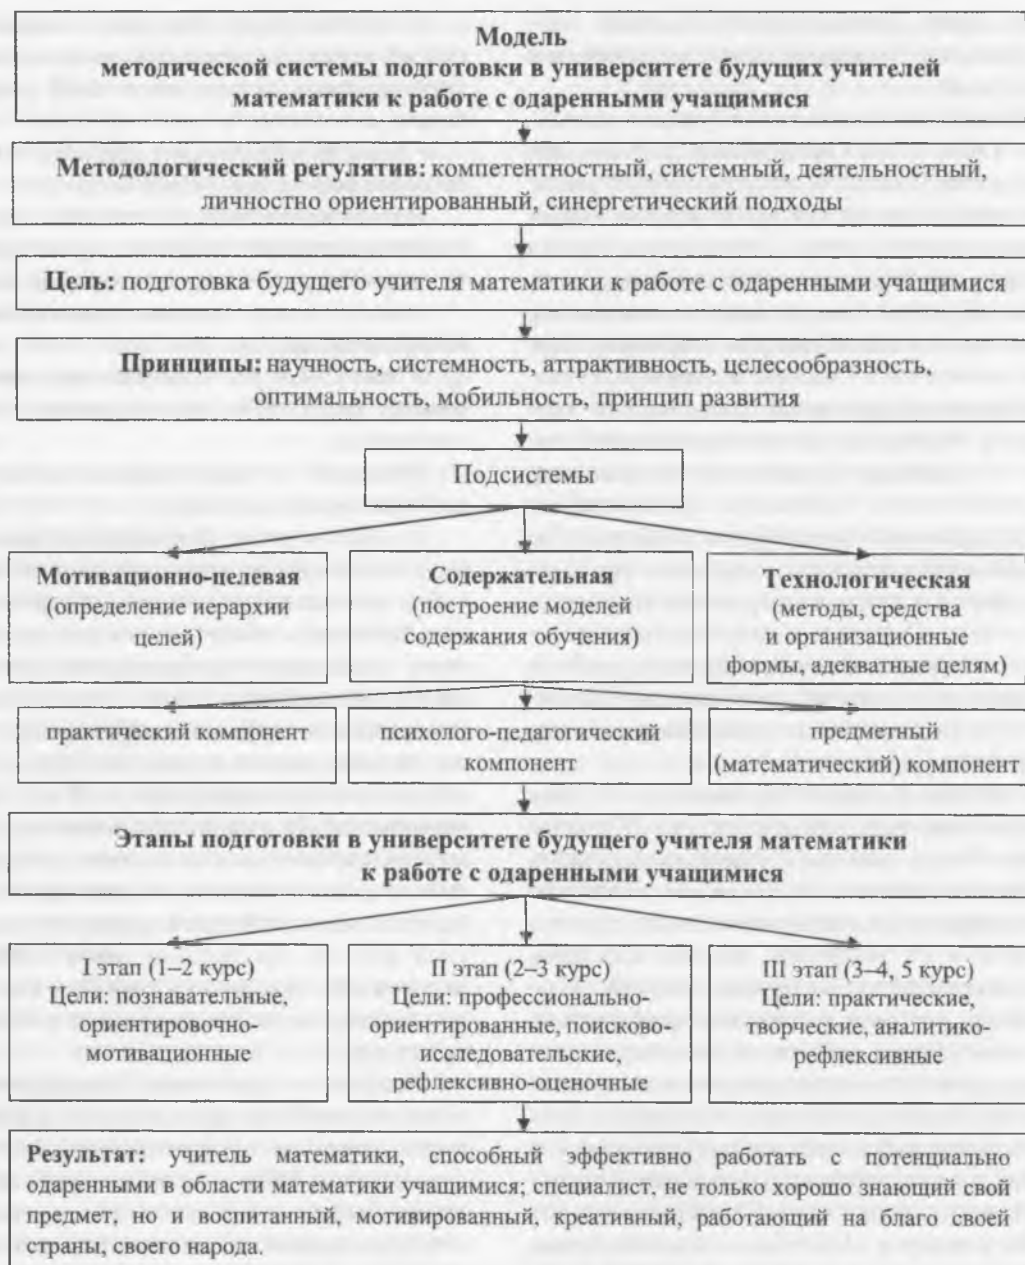 Модель
методической системы подготовки в университете будущих учителей
математики к работе с одаренными учащимися
Методологический регулятив: компетентностный, системный, деятельностный,
личностно ориентированный, синергетический подходы
Цель: подготовка будущего учителя математики к работе с одаренными учащимися
Принципы: научность, системность, аттрактивность, целесообразность,
оптимальность, мобильность, принцип развития
Подсистемы
Мотивационно-целевая
(определение иерархии
целей)
Содержательная
(построение моделей
содержания обучения)
Технологическая
(методы, средства
и организационные
формы, адекватные целям)
практический компонент
психолого-педагогический
компонент
предметный
(математический) компонент
Этапы подготовки в университете будущего учителя математики
к работе с одаренными учащимися
I этап (1–2 курс)
Цели: познавательные,
ориентировочно-
мотивационные
II этап (2–3 курс)
Цели: профессионально-
ориентированные, поисково-
исследовательские,
рефлексивно-оценочные
III этап (3–4, 5 курс)
Цели: практические,
творческие, аналитико-
рефлексивные
Результат: учитель математики, способный эффективно работать с потенциально
одаренными в области математики учащимися; специалист, не только хорошо знающий свой
предмет, но и воспитанный, мотивированный, креативный, работающий на благо своей
страны, своего народа.